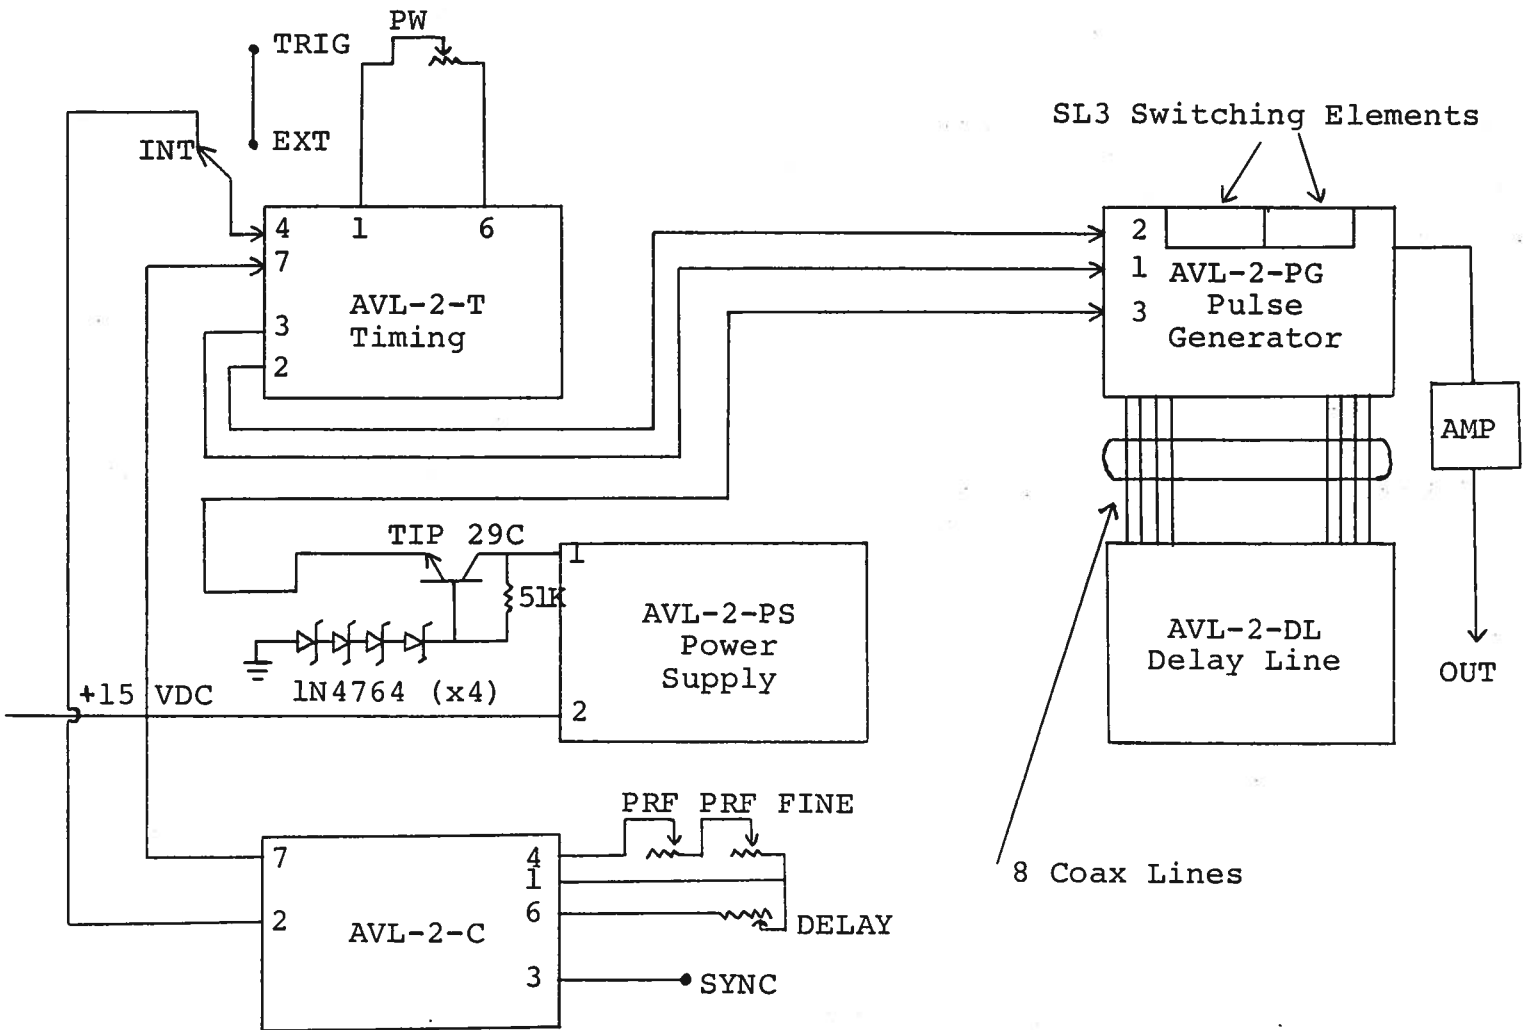 PW
TRIG
EXT
INT
SL3 Switching Elements
4 1 6
7
AVL-2-T
Timing
3
2
2
1
3
AVL-2-PG
Pulse
Generator
AMP
OUT
TIP 29C
51K
1N4764 (x4)
1
AVL-2-PS
Power
Supply
2
+15 VDC
AVL-2-DL
Delay Line
8 Coax Lines
PRF PRF FINE
7
2
AVL-2-C
4
1
6
3
DELAY
SYNC